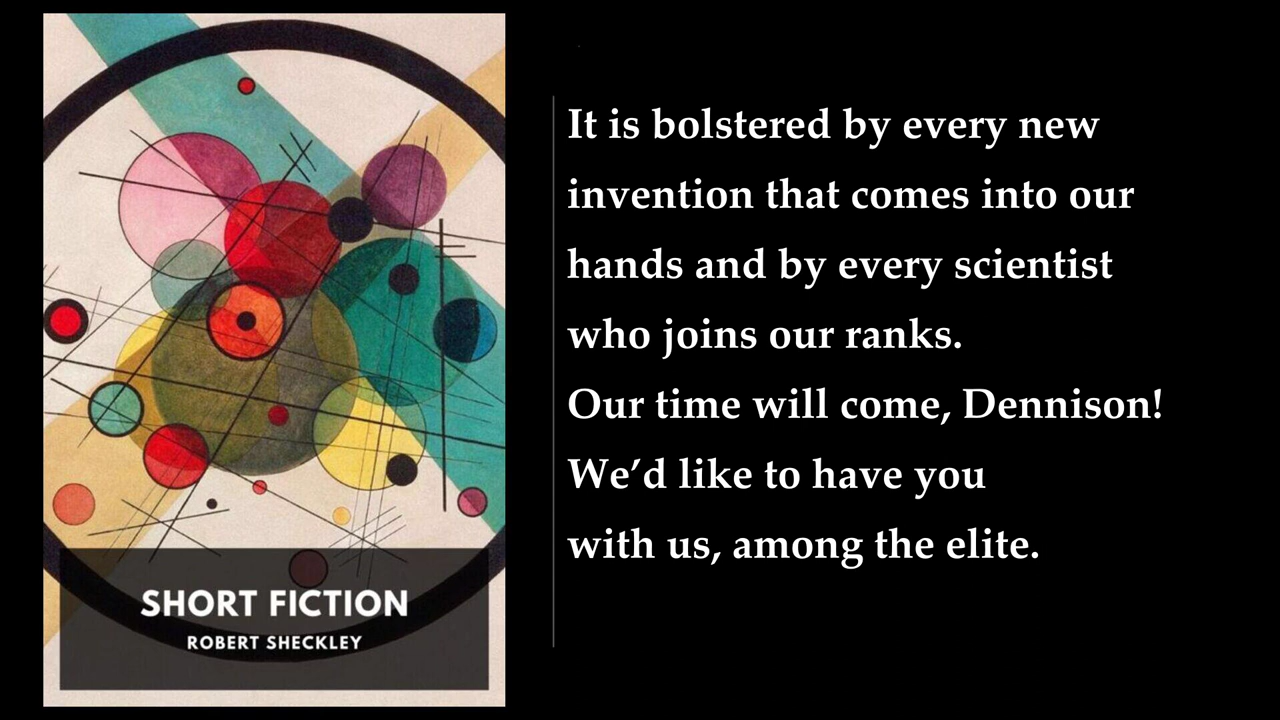 It is bolstered by every new
invention that comes into our
hands and by every scientist
who joins our ranks.
Our time will come, Dennison!
We’d like to have you
with us, among the elite.
SHORT FICTION
ROBERT SHECKLEY